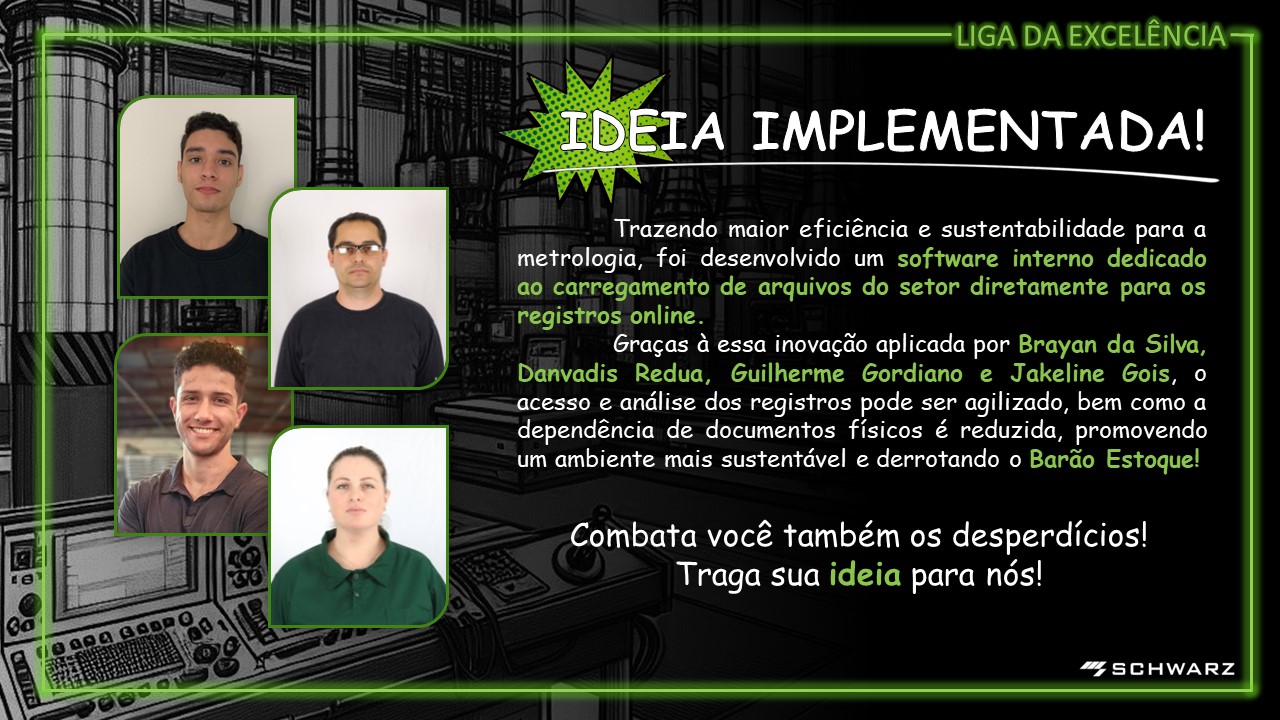 LIGA DA EXCELÊNCIA
IDEIA IMPLEMENTADA!
Trazendo maior eficiência e sustentabilidade para a
metrologia, foi desenvolvido um software interno dedicado
ao carregamento de arquivos do setor diretamente para os
registros online.
Graças à essa inovação aplicada por Brayan da Silva,
Danvadis Redua, Guilherme Gordiano e Jakeline Gois, o
acesso e análise dos registros pode ser agilizado, bem como a
dependência de documentos físicos é reduzida, promovendo
um ambiente mais sustentável e derrotando o Barão Estoque!
Combata você também os desperdícios!
Traga sua ideia para nós!
SCHWARZ